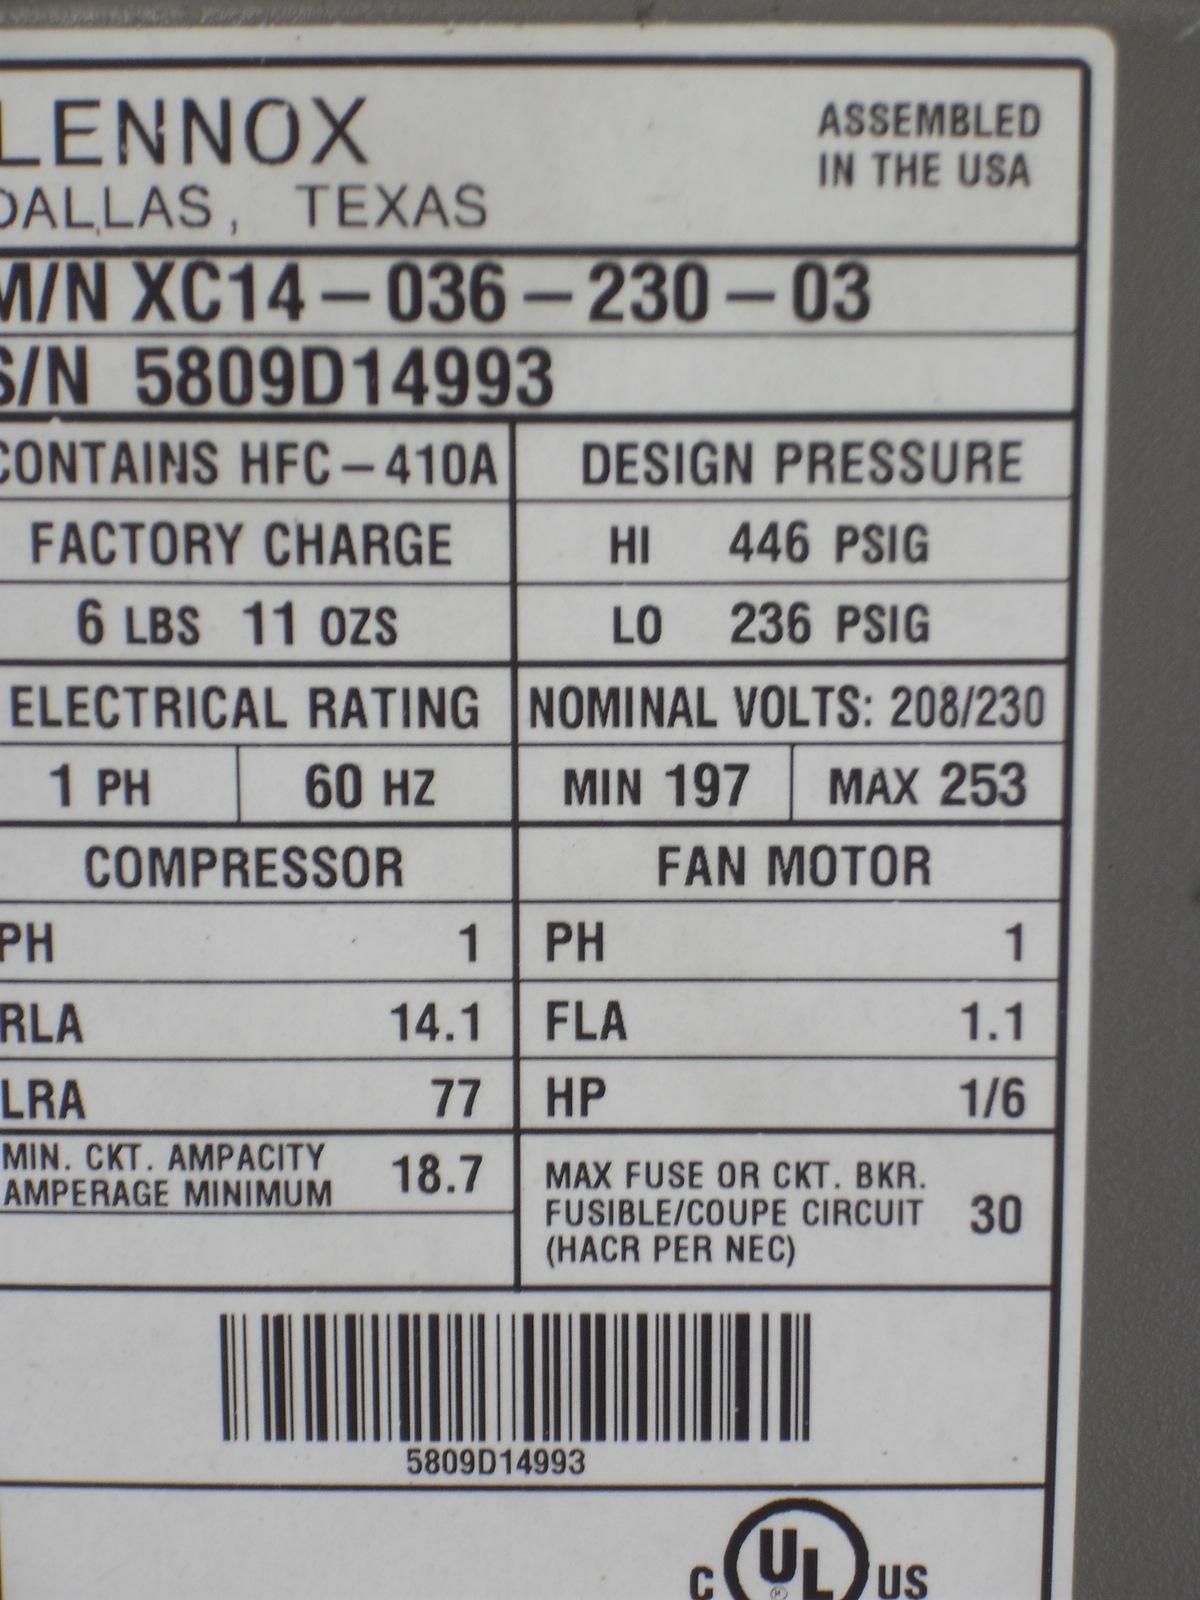 LENNOX
DALLAS, TEXAS
ASSEMBLED
IN THE USA
M/N XC14-036-230-03
S/N 5809D14993
CONTAINS HFC-410A
DESIGN PRESSURE
FACTORY CHARGE
HI 446 PSIG
6 LBS 11 OZS
LO 236 PSIG
ELECTRICAL RATING
NOMINAL VOLTS: 208/230
1 PH
60 HZ
MIN 197
MAX 253
COMPRESSOR
FAN MOTOR
PH 1
PH 1
RLA 14.1
FLA 1.1
LRA 77
HP 1/6
MIN. CKT. AMPACITY
AMPERAGE MINIMUM 18.7
MAX FUSE OR CKT. BKR.
FUSIBLE/COUPE CIRCUIT 30
(HACR PER NEC)
5809D14993
C UL ® US